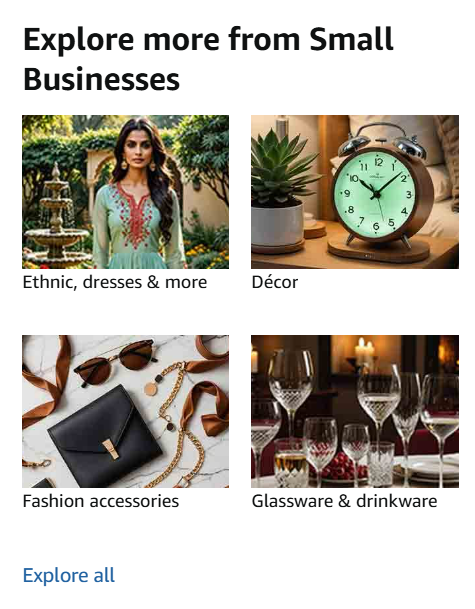 Explore more from Small
Businesses
Ethnic, dresses & more
Décor
Fashion accessories
Glassware & drinkware
Explore all